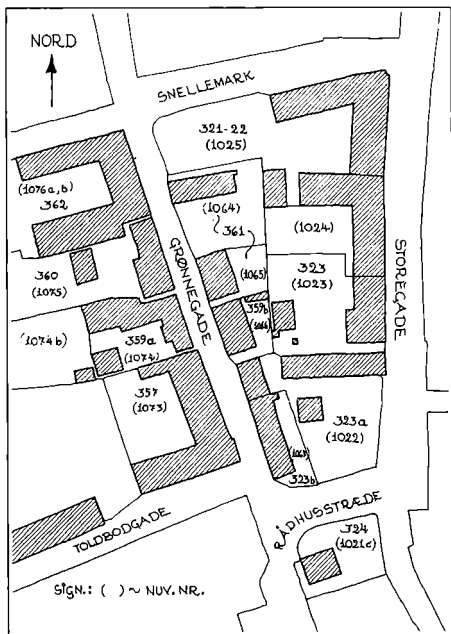 NORD
SNELLEMARK
321-22
(1025)
(1076a,b)
362
(1064)
361
(1024)
GRØNNEGADE
STOREGADE
360
(1075)
(1065)
323
(1023)
359b
(1074b)
359a
(1074)
357
(1073)
323a
(1022)
323b
RÅDHUSSTRÆDE
324
(1021c)
TOLDBODGADE
SIGN.: ( ) ~ NUV. NR.